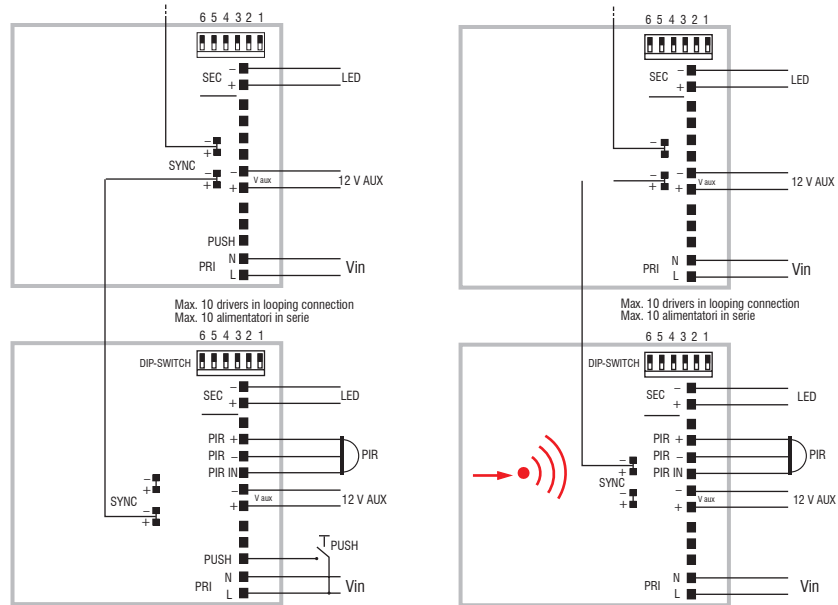 6 5 4 3 2 1
SEC
−
+
LED
−
+
SYNC
−
+
−
+
V aux
12 V AUX
PUSH
PRI
N
L
Vin
Max. 10 drivers in looping connection
Max. 10 alimentatori in serie
6 5 4 3 2 1
SEC
−
+
LED
−
+
−
+
V aux
12 V AUX
PRI
N
L
Vin
Max. 10 drivers in looping connection
Max. 10 alimentatori in serie
6 5 4 3 2 1
DIP-SWITCH
SEC
−
+
LED
PIR +
PIR −
PIR IN
PIR
−
+
SYNC
−
+
−
+
V aux
12 V AUX
PUSH
PUSH
PRI
N
L
Vin
6 5 4 3 2 1
DIP-SWITCH
SEC
−
+
LED
PIR +
PIR −
PIR IN
PIR
−
+
SYNC
−
+
−
+
V aux
12 V AUX
PRI
N
L
Vin